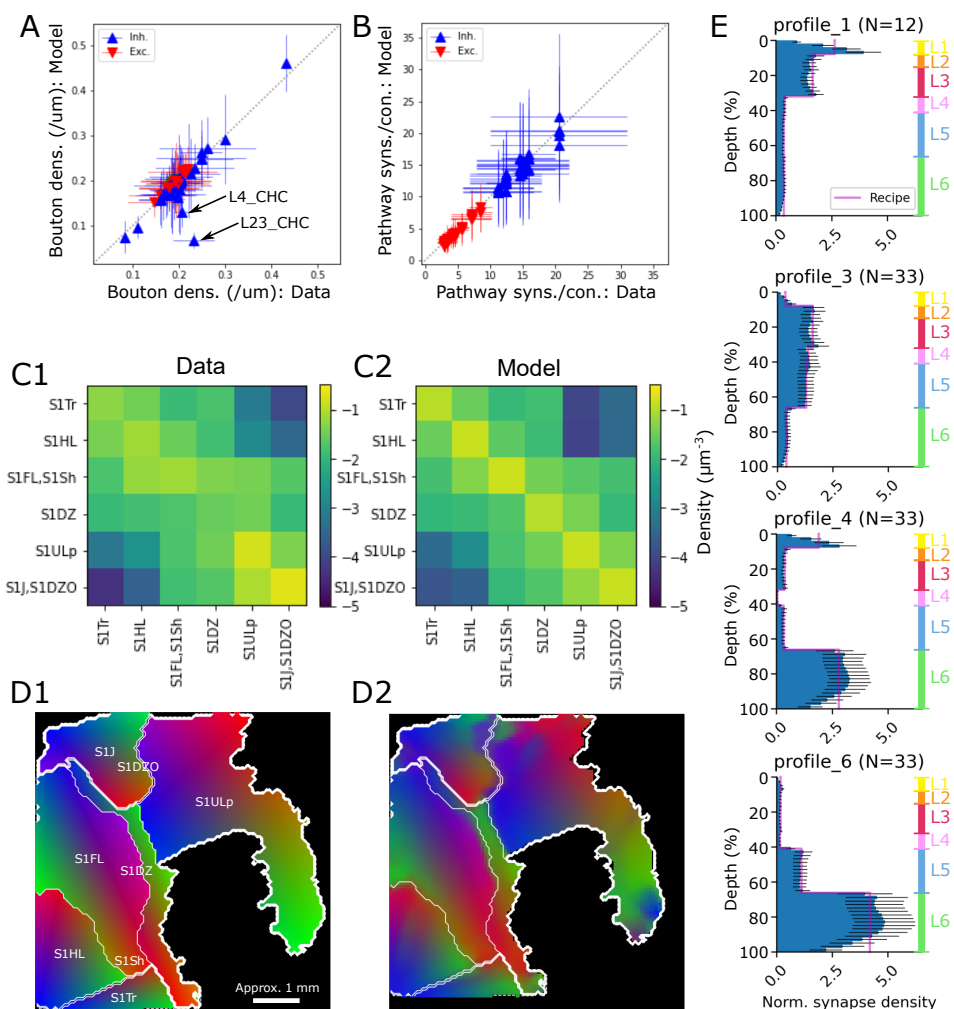 A
Inh.
Exc.
Bouton dens. (/um): Model
0.5
0.4
0.3
0.2
0.1
L4_CHC
L23_CHC
0.0 0.1 0.2 0.3 0.4 0.5
Bouton dens. (/um): Data
B
Inh.
Exc.
Pathway syns./con.: Model
35
30
25
20
15
10
5
0
0 5 10 15 20 25 30 35
Pathway syns./con.: Data
C1
Data
S1Tr
S1HL
S1FL,S1Sh
S1DZ
S1ULp
S1J,S1DZO
S1Tr
S1HL
S1FL,S1Sh
S1DZ
S1ULp
S1J,S1DZO
−1
−2
−3
−4
−5
C2
Model
S1Tr
S1HL
S1FL,S1Sh
S1DZ
S1ULp
S1J,S1DZO
S1Tr
S1HL
S1FL,S1Sh
S1DZ
S1ULp
S1J,S1DZO
−1
−2
−3
−4
−5
Density (μm⁻³)
D1
S1J
S1DZO
S1ULp
S1FL
S1DZ
S1HL
S1Sh
S1Tr
Approx. 1 mm
D2
E
profile_1 (N=12)
Depth (%)
0
20
40
60
80
100
L1
L2
L3
L4
L5
L6
Recipe
0.0 2.5 5.0
profile_3 (N=33)
Depth (%)
0
20
40
60
80
100
L1
L2
L3
L4
L5
L6
0.0 2.5 5.0
profile_4 (N=33)
Depth (%)
0
20
40
60
80
100
L1
L2
L3
L4
L5
L6
0.0 2.5 5.0
profile_6 (N=33)
Depth (%)
0
20
40
60
80
100
L1
L2
L3
L4
L5
L6
0.0 2.5 5.0
Norm. synapse density